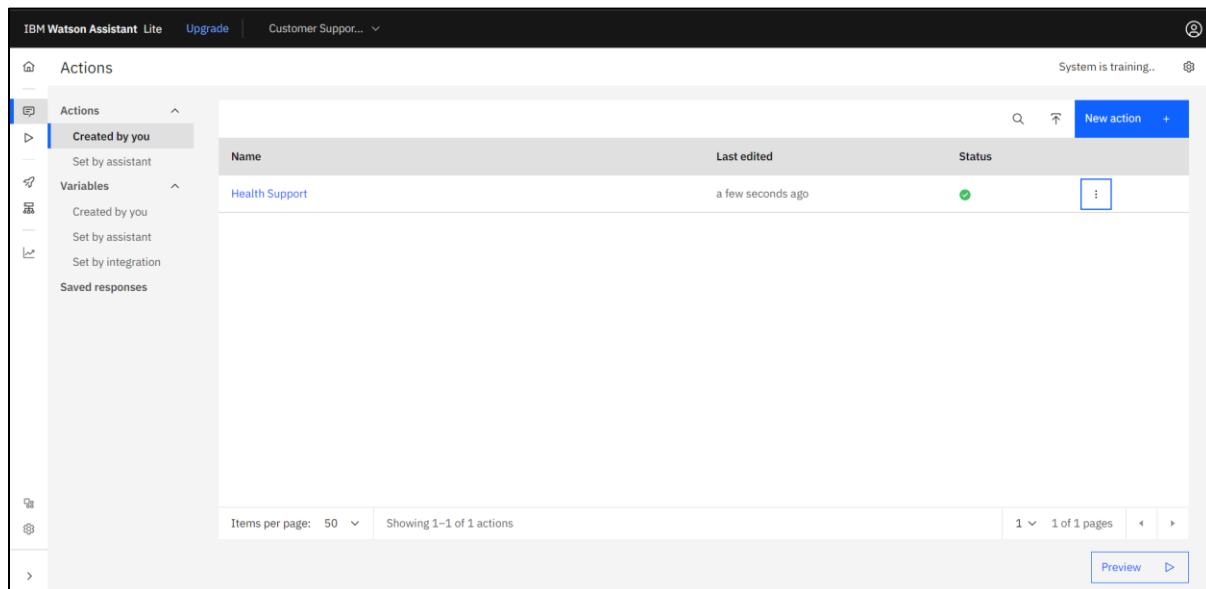 IBM Watson Assistant Lite Upgrade Customer Suppor...
Actions System is training..
Actions
Created by you
Set by assistant
Variables
Created by you
Set by assistant
Set by integration
Saved responses
New action +
Name Last edited Status
Health Support a few seconds ago
Items per page: 50 Showing 1–1 of 1 actions 1 1 of 1 pages
Preview